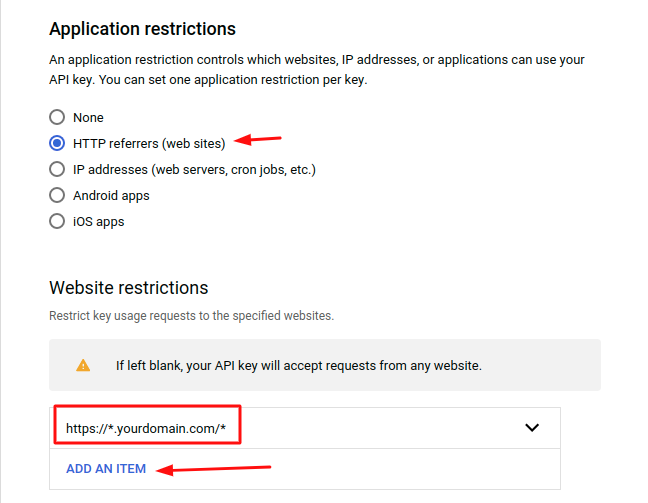 Application restrictions
An application restriction controls which websites, IP addresses, or applications can use your
API key. You can set one application restriction per key.
None
HTTP referrers (web sites)
IP addresses (web servers, cron jobs, etc.)
Android apps
iOS apps
Website restrictions
Restrict key usage requests to the specified websites.
If left blank, your API key will accept requests from any website.
https://*.yourdomain.com/*
ADD AN ITEM